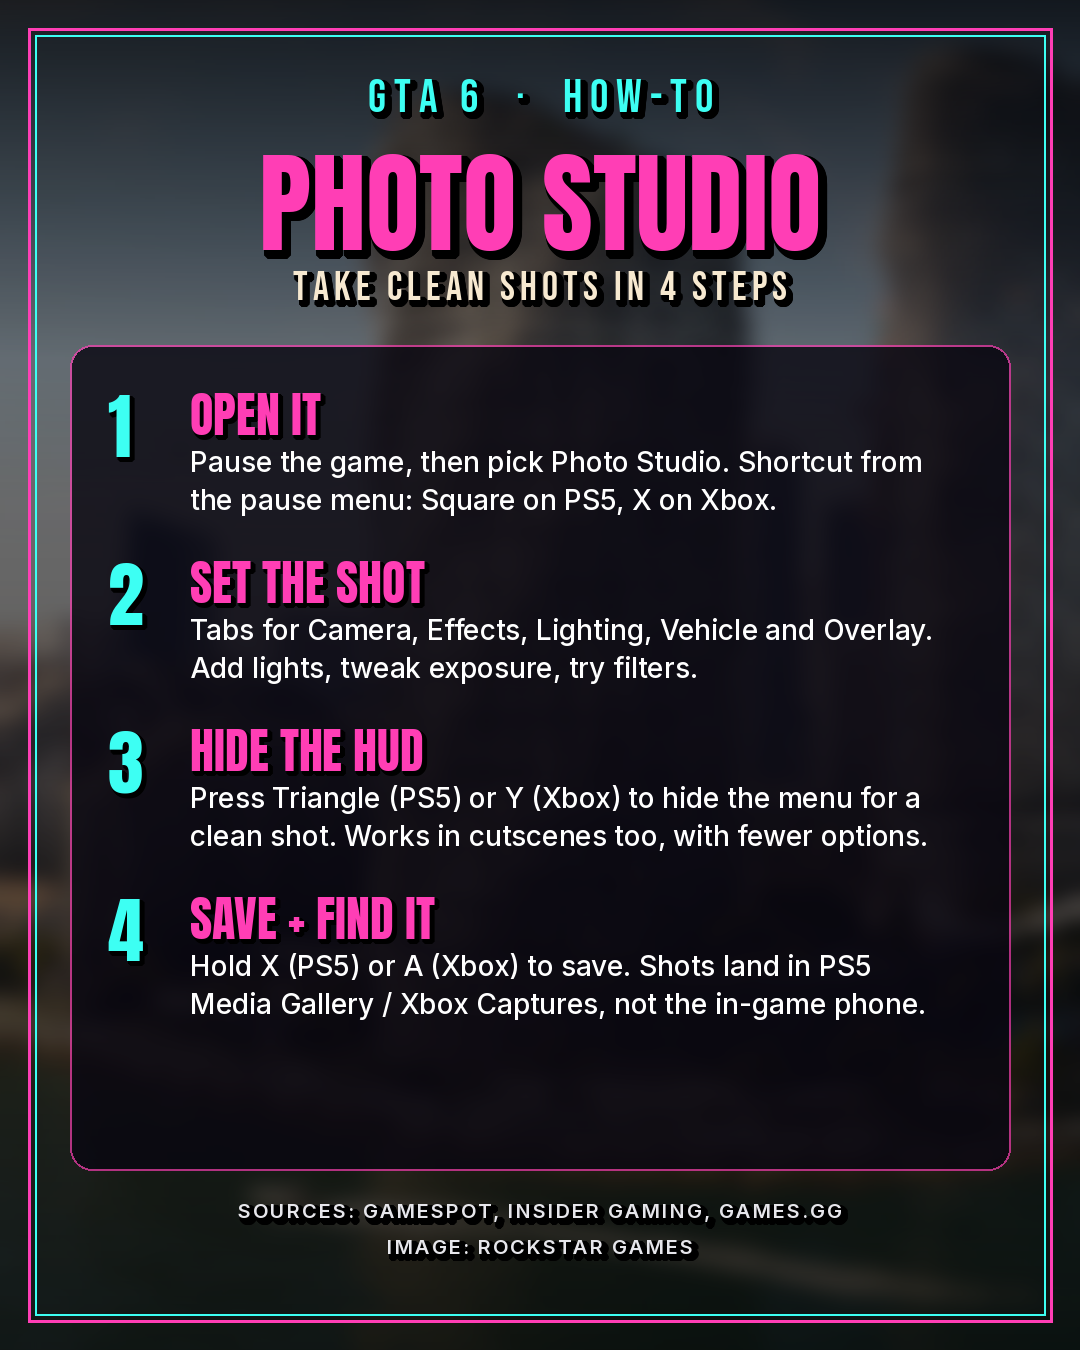 GTA 6 · HOW-TO
PHOTO STUDIO
TAKE CLEAN SHOTS IN 4 STEPS
1
OPEN IT
Pause the game, then pick Photo Studio. Shortcut from
the pause menu: Square on PS5, X on Xbox.
2
SET THE SHOT
Tabs for Camera, Effects, Lighting, Vehicle and Overlay.
Add lights, tweak exposure, try filters.
3
HIDE THE HUD
Press Triangle (PS5) or Y (Xbox) to hide the menu for a
clean shot. Works in cutscenes too, with fewer options.
4
SAVE + FIND IT
Hold X (PS5) or A (Xbox) to save. Shots land in PS5
Media Gallery / Xbox Captures, not the in-game phone.
SOURCES: GAMESPOT, INSIDER GAMING, GAMES.GG
IMAGE: ROCKSTAR GAMES